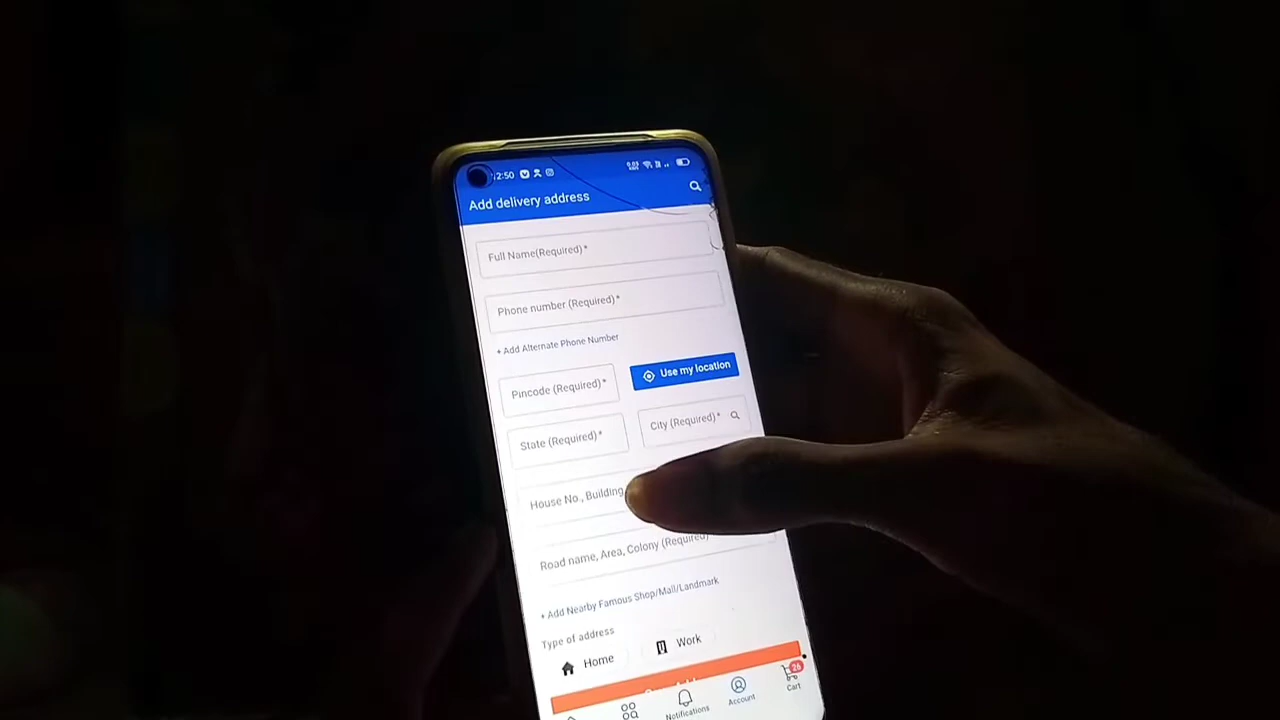 12:50
Add delivery address
Full Name(Required)*
Phone number (Required)*
+ Add Alternate Phone Number
Pincode (Required)*
Use my location
State (Required)*
City (Required)*
House No., Building
Road name, Area, Colony (Required)
+ Add Nearby Famous Shop/Mall/Landmark
Type of address
Home
Work
26
Notifications
Account
Cart